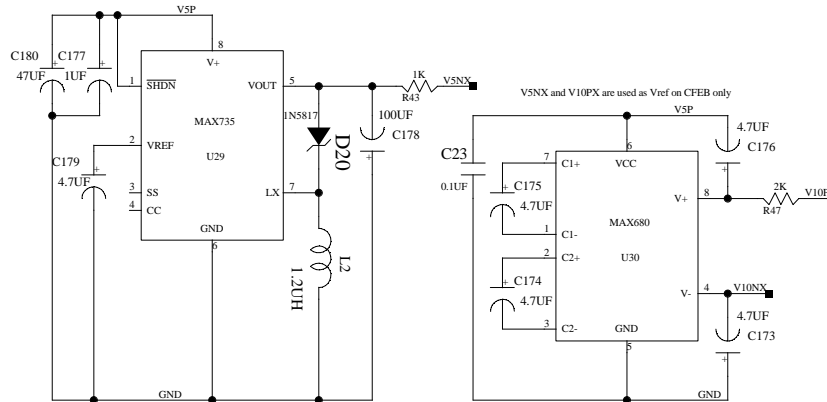 V5P
C180
C177
47UF
1UF
8
V+
1
SHDN
VOUT
5
1K
R43
V5NX
MAX735
U29
1N5817
D20
100UF
C178
2
VREF
C179
4.7UF
3
SS
4
CC
LX
7
GND
6
L2
1.2UH
GND
V5NX and V10PX are used as Vref on CFEB only
V5P
4.7UF
C176
C23
0.1UF
6
VCC
7
C1+
C175
4.7UF
V+
8
2K
R47
MAX680
U30
1
C1-
2
C2+
C174
4.7UF
V-
4
V10NX
4.7UF
C173
3
C2-
GND
5
GND